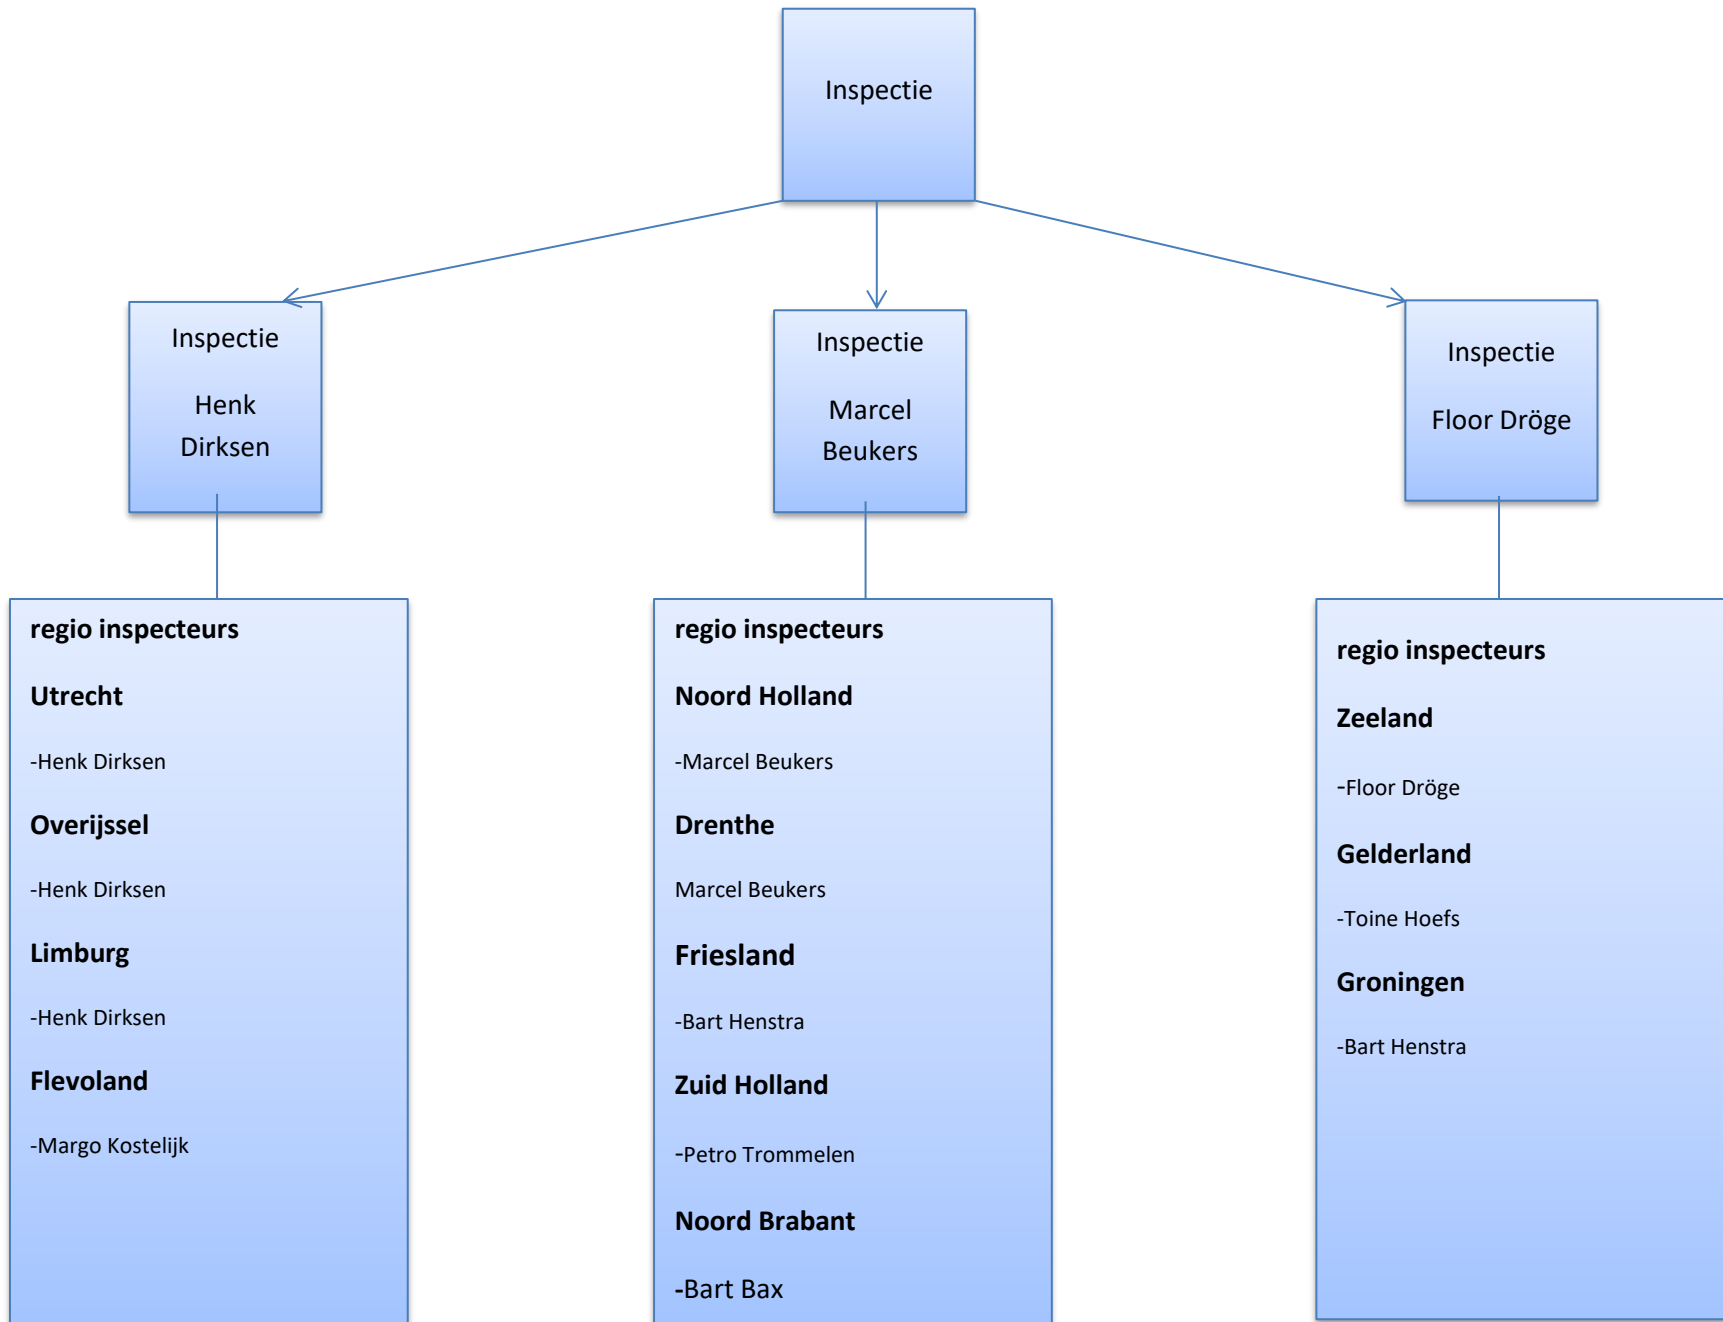 Inspectie
Inspectie
Henk
Dirksen
Inspectie
Marcel
Beukers
Inspectie
Floor Dröge
regio inspecteurs
Utrecht
-Henk Dirksen
Overijssel
-Henk Dirksen
Limburg
-Henk Dirksen
Flevoland
-Margo Kostelijk
regio inspecteurs
Noord Holland
-Marcel Beukers
Drenthe
Marcel Beukers
Friesland
-Bart Henstra
Zuid Holland
-Petro Trommelen
Noord Brabant
-Bart Bax
regio inspecteurs
Zeeland
-Floor Dröge
Gelderland
-Toine Hoefs
Groningen
-Bart Henstra